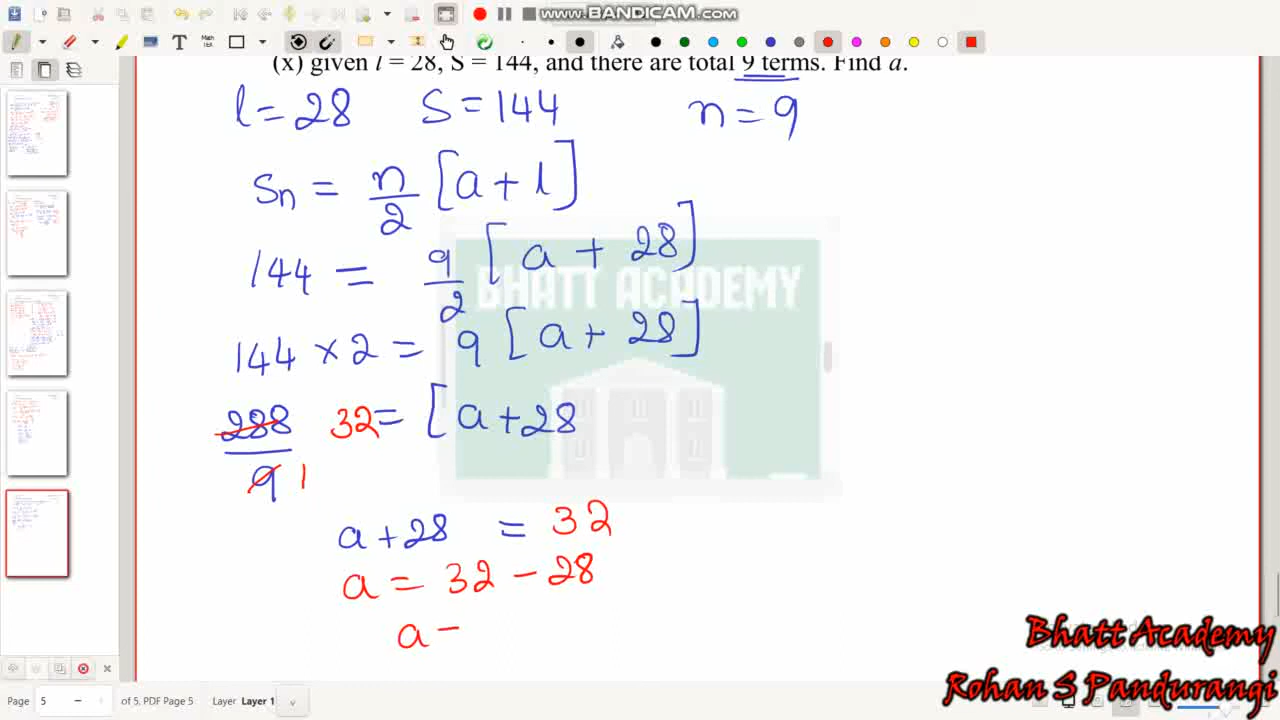 www.BANDICAM.com
(x) given l = 28, S = 144, and there are total 9 terms. Find a.
l = 28 S = 144 n = 9
Sn = n/2 [a + l]
144 = 9/2 [a + 28]
BHATT ACADEMY
144 × 2 = 9 [a + 28]
288/9 1 32 = [a + 28
a + 28 = 32
a = 32 - 28
a -
Bhatt Academy
Rohan S Pandurangi
Page 5 of 5, PDF Page 5 Layer Layer 1